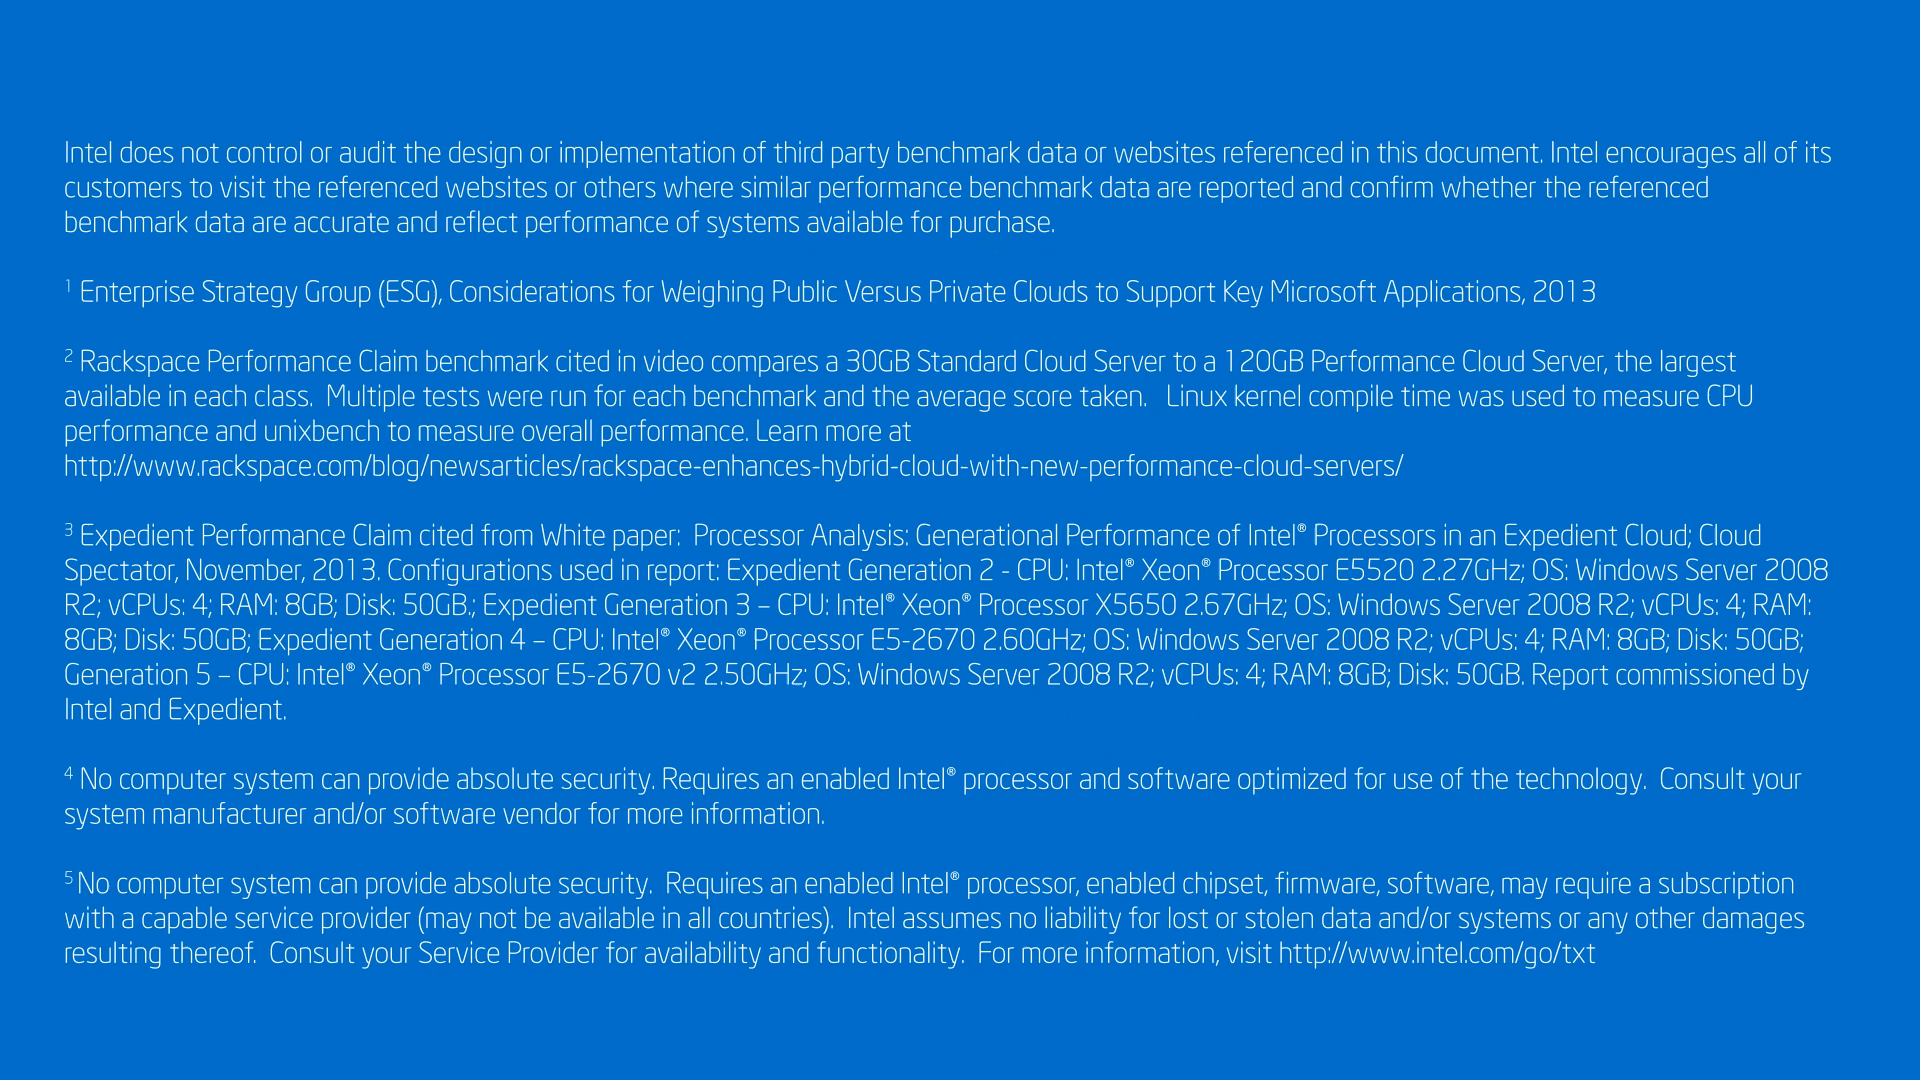 Intel does not control or audit the design or implementation of third party benchmark data or websites referenced in this document. Intel encourages all of its
customers to visit the referenced websites or others where similar performance benchmark data are reported and confirm whether the referenced
benchmark data are accurate and reflect performance of systems available for purchase.
1 Enterprise Strategy Group (ESG), Considerations for Weighing Public Versus Private Clouds to Support Key Microsoft Applications, 2013
2 Rackspace Performance Claim benchmark cited in video compares a 30GB Standard Cloud Server to a 120GB Performance Cloud Server, the largest
available in each class.  Multiple tests were run for each benchmark and the average score taken.   Linux kernel compile time was used to measure CPU
performance and unixbench to measure overall performance. Learn more at
http://www.rackspace.com/blog/newsarticles/rackspace-enhances-hybrid-cloud-with-new-performance-cloud-servers/
3 Expedient Performance Claim cited from White paper:  Processor Analysis: Generational Performance of Intel® Processors in an Expedient Cloud; Cloud
Spectator, November, 2013. Configurations used in report: Expedient Generation 2 - CPU: Intel® Xeon® Processor E5520 2.27GHz; OS: Windows Server 2008
R2; vCPUs: 4; RAM: 8GB; Disk: 50GB.; Expedient Generation 3 – CPU: Intel® Xeon® Processor X5650 2.67GHz; OS: Windows Server 2008 R2; vCPUs: 4; RAM:
8GB; Disk: 50GB; Expedient Generation 4 – CPU: Intel® Xeon® Processor E5-2670 2.60GHz; OS: Windows Server 2008 R2; vCPUs: 4; RAM: 8GB; Disk: 50GB;
Generation 5 – CPU: Intel® Xeon® Processor E5-2670 v2 2.50GHz; OS: Windows Server 2008 R2; vCPUs: 4; RAM: 8GB; Disk: 50GB. Report commissioned by
Intel and Expedient.
4 No computer system can provide absolute security. Requires an enabled Intel® processor and software optimized for use of the technology.  Consult your
system manufacturer and/or software vendor for more information.
5 No computer system can provide absolute security.  Requires an enabled Intel® processor, enabled chipset, firmware, software, may require a subscription
with a capable service provider (may not be available in all countries).  Intel assumes no liability for lost or stolen data and/or systems or any other damages
resulting thereof.  Consult your Service Provider for availability and functionality.  For more information, visit http://www.intel.com/go/txt